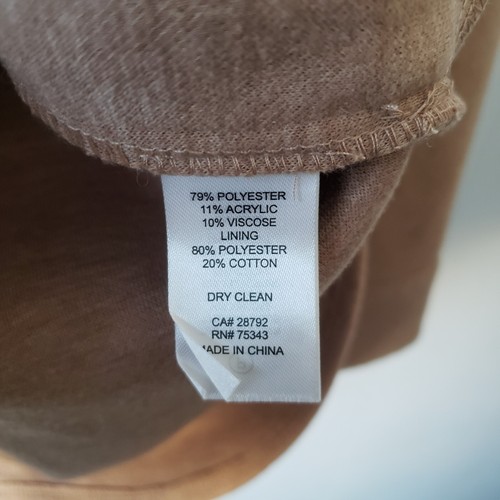 79% POLYESTER
11% ACRYLIC
10% VISCOSE
LINING
80% POLYESTER
20% COTTON
DRY CLEAN
CA# 28792
RN# 75343
MADE IN CHINA